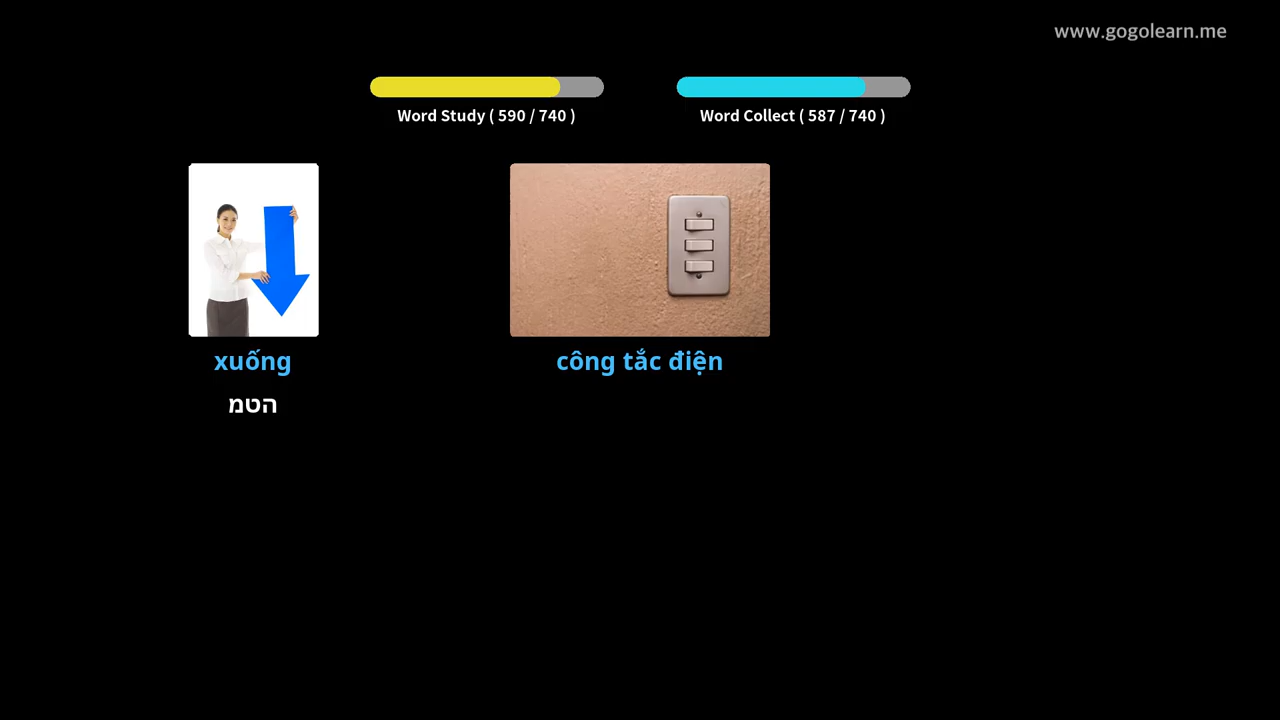 www.gogolearn.me
Word Study ( 590 / 740 )
Word Collect ( 587 / 740 )
xuống
công tắc điện
הטמ